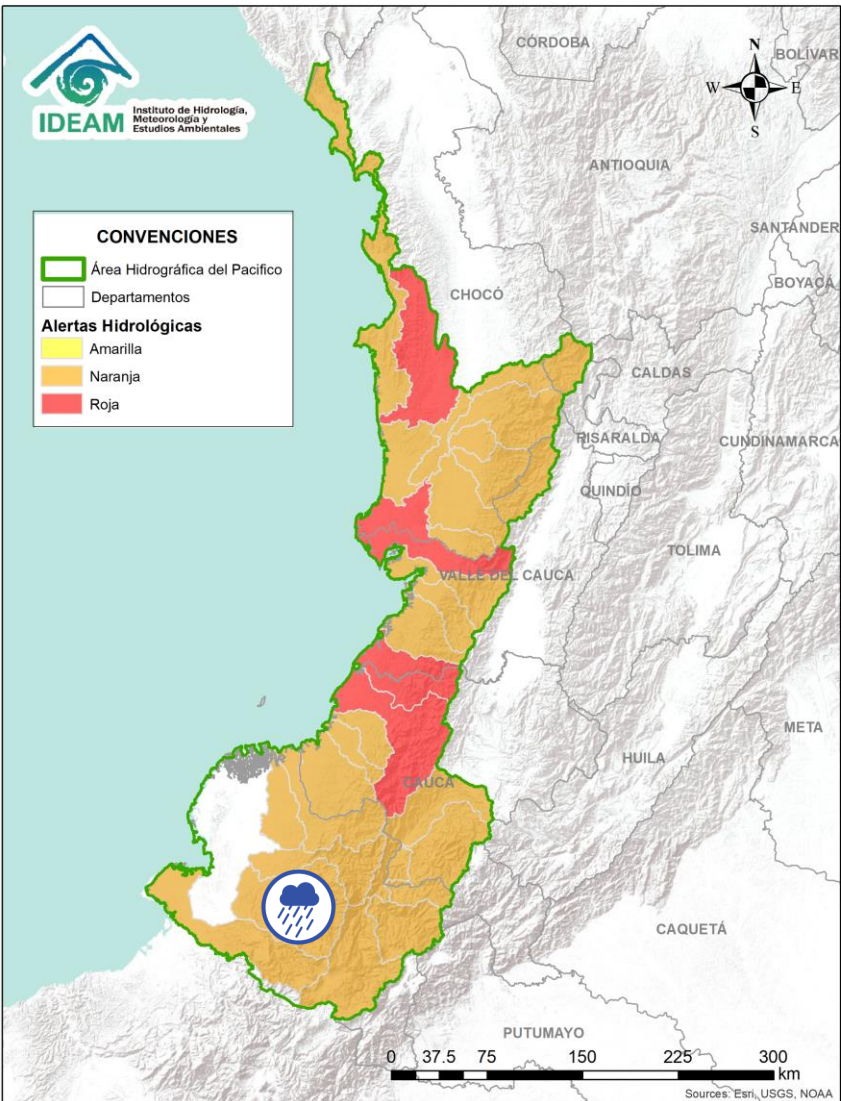 IDEAM
Instituto de Hidrología,
Meteorología y
Estudios Ambientales
N
W
E
S
CÓRDOBA
BOLÍVAR
ANTIOQUIA
SANTANDER
BOYACÁ
CHOCÓ
CALDAS
RISARALDA
CUNDINAMARCA
QUINDÍO
TOLIMA
VALLE DEL CAUCA
META
HUILA
CAUCA
CAQUETÁ
PUTUMAYO
CONVENCIONES
Área Hidrográfica del Pacifico
Departamentos
Alertas Hidrológicas
Amarilla
Naranja
Roja
0 37.5 75 150 225 300
km
Sources: Esri, USGS, NOAA